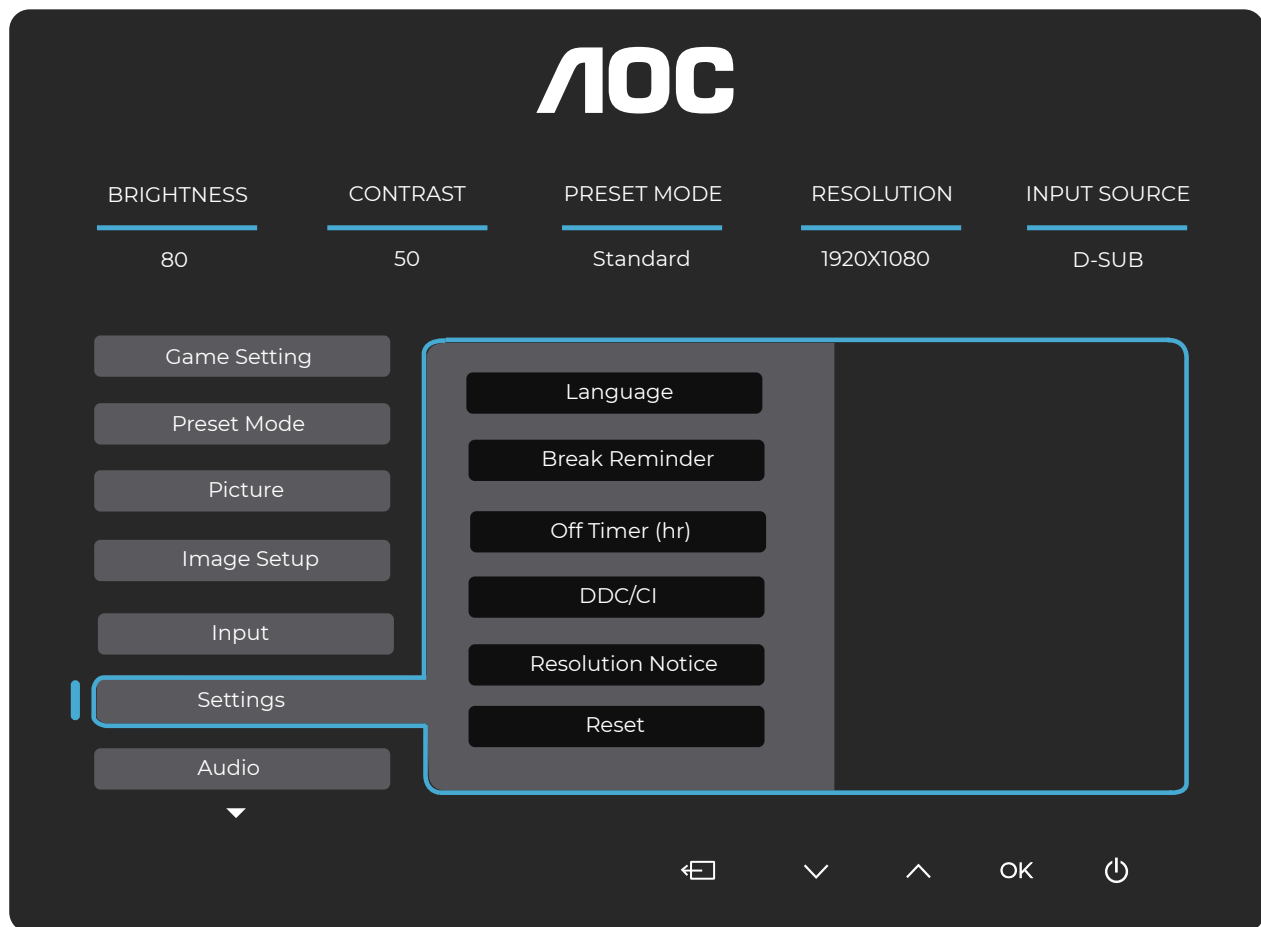 AOC
BRIGHTNESS CONTRAST PRESET MODE RESOLUTION INPUT SOURCE
80 50 Standard 1920X1080 D-SUB
Game Setting
Preset Mode
Picture
Image Setup
Input
Settings
Audio
Language
Break Reminder
Off Timer (hr)
DDC/CI
Resolution Notice
Reset
OK